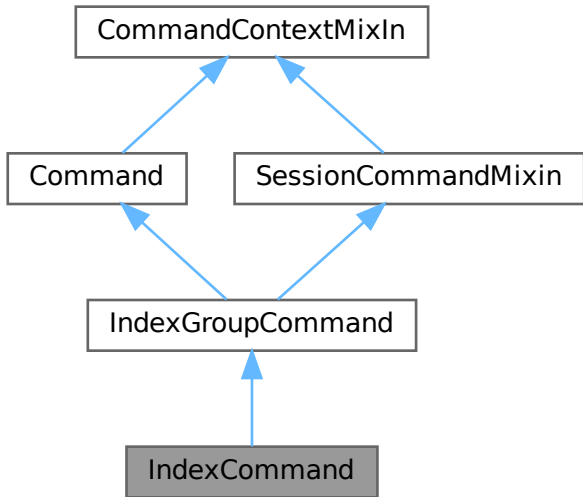 CommandContextMixIn
Command
SessionCommandMixin
IndexGroupCommand
IndexCommand